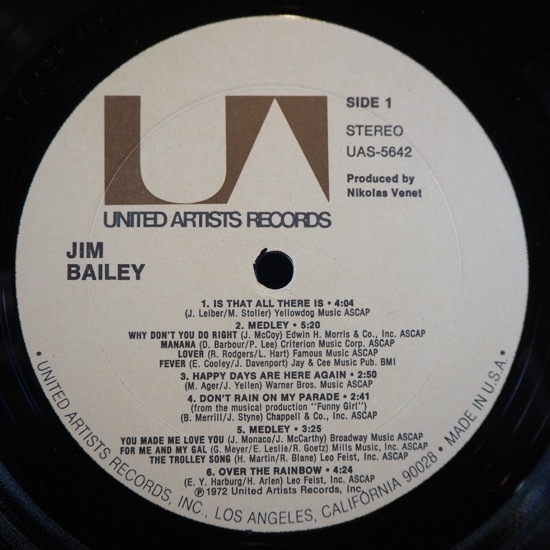 UA
UNITED ARTISTS RECORDS
SIDE 1
STEREO
UAS-5642
Produced by
Nikolas Venet
JIM
BAILEY
1. IS THAT ALL THERE IS • 4:04
(J. Leiber/M. Stoller) Yellowdog Music ASCAP
2. MEDLEY • 5:20
WHY DON'T YOU DO RIGHT (J. McCoy) Edwin H. Morris & Co., Inc. ASCAP
MANANA (D. Barbour/P. Lee) Criterion Music Corp. ASCAP
LOVER (R. Rodgers/L. Hart) Famous Music ASCAP
FEVER (E. Cooley/J. Davenport) Jay & Cee Music Pub. BMI
3. HAPPY DAYS ARE HERE AGAIN • 2:50
(M. Ager/J. Yellen) Warner Bros. Music ASCAP
4. DON'T RAIN ON MY PARADE • 2:41
(from the musical production "Funny Girl")
(B. Merrill/J. Styne) Chappell & Co., Inc. ASCAP
5. MEDLEY • 3:25
YOU MADE ME LOVE YOU (J. Monaco/J. McCarthy) Broadway Music ASCAP
FOR ME AND MY GAL (G. Meyer/E. Leslie/R. Goetz) Mills Music, Inc. ASCAP
THE TROLLEY SONG (H. Martin/R. Blane) Leo Feist, Inc. ASCAP
6. OVER THE RAINBOW • 4:24
(E. Y. Harburg/H. Arlen) Leo Feist, Inc. ASCAP
℗1972 United Artists Records, Inc.
• UNITED ARTISTS RECORDS, INC., LOS ANGELES, CALIFORNIA 90028 • MADE IN U.S.A. •